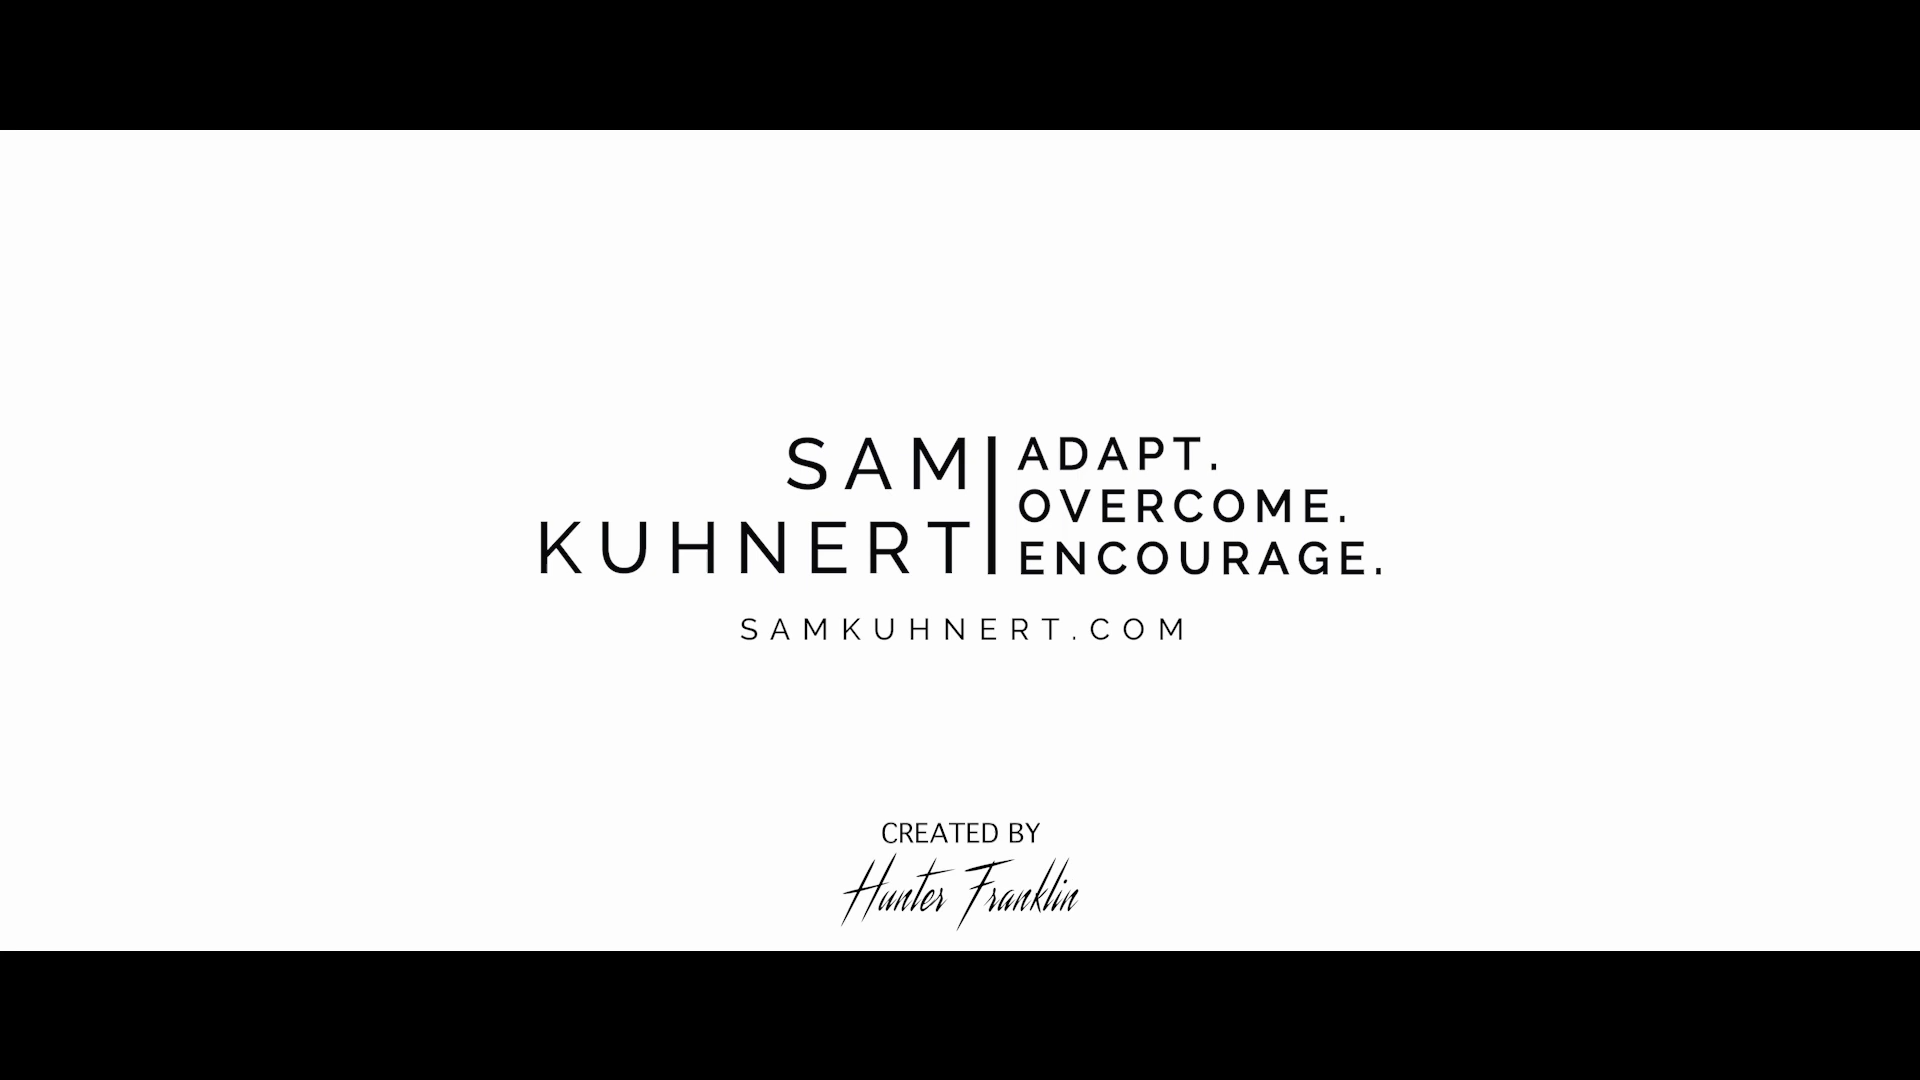 SAM
KUHNERT
ADAPT.
OVERCOME.
ENCOURAGE.
SAMKUHNERT.COM
CREATED BY
Hunter Franklin